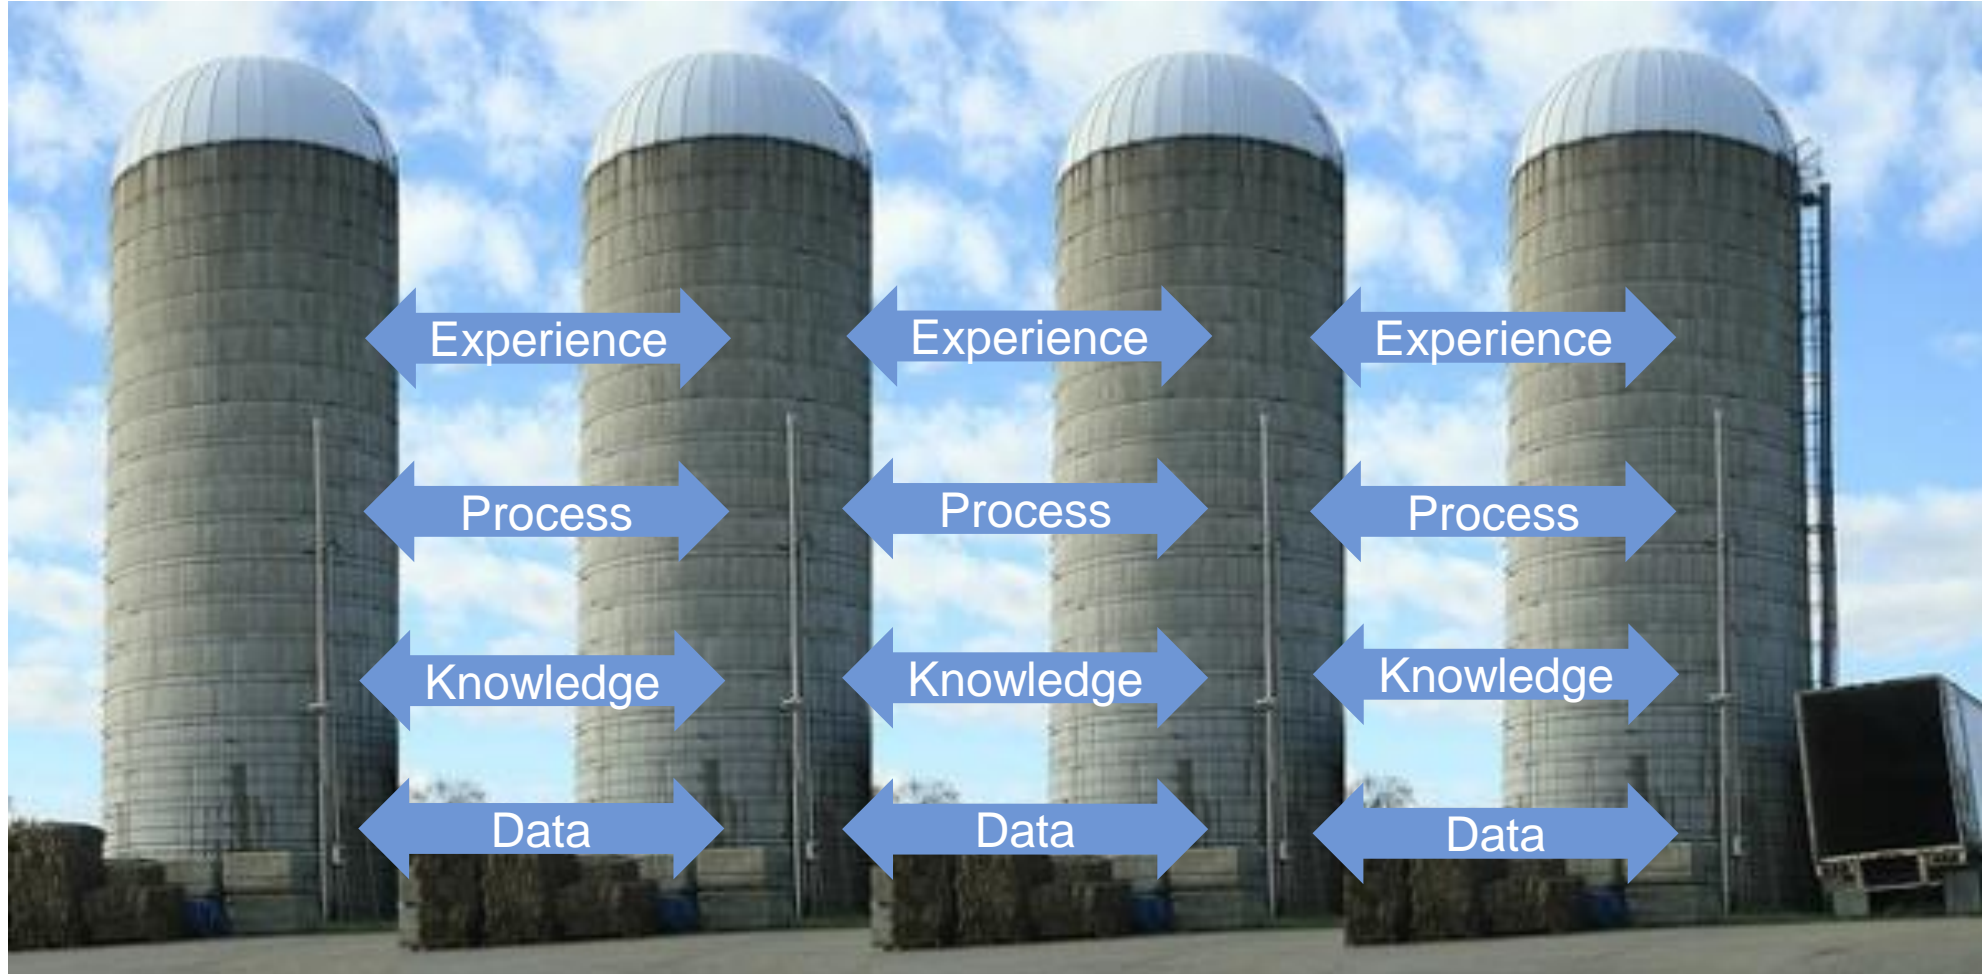 Experience
Experience
Experience
Process
Process
Process
Knowledge
Knowledge
Knowledge
Data
Data
Data